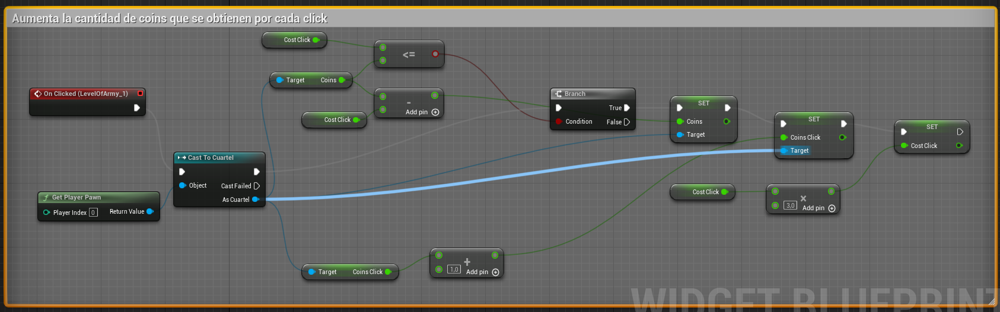 Aumenta la cantidad de coins que se obtienen por cada click
Cost Click
<=
Target Coins
-
Add pin
Cost Click
On Clicked (LevelOfArmy_1)
Branch
True
Condition False
SET
Coins
Target
SET
Coins Click
Target
SET
Cost Click
Cast To Cuartel
Object
Cast Failed
As Cuartel
f Get Player Pawn
Player Index 0 Return Value
Cost Click
×
3,0 Add pin
Target Coins Click
+
1,0 Add pin
WIDGET BLUEPRINT